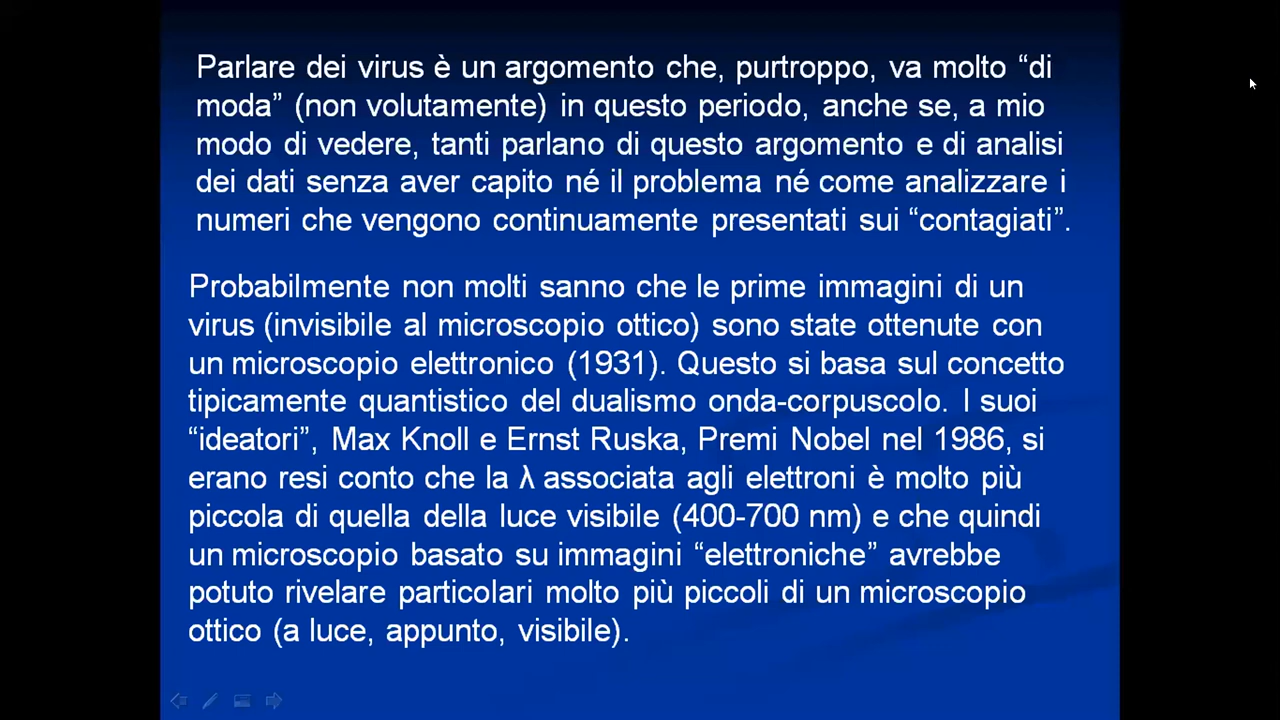 Parlare dei virus è un argomento che, purtroppo, va molto “di
moda” (non volutamente) in questo periodo, anche se, a mio
modo di vedere, tanti parlano di questo argomento e di analisi
dei dati senza aver capito né il problema né come analizzare i
numeri che vengono continuamente presentati sui “contagiati”.
Probabilmente non molti sanno che le prime immagini di un
virus (invisibile al microscopio ottico) sono state ottenute con
un microscopio elettronico (1931). Questo si basa sul concetto
tipicamente quantistico del dualismo onda-corpuscolo. I suoi
“ideatori”, Max Knoll e Ernst Ruska, Premi Nobel nel 1986, si
erano resi conto che la λ associata agli elettroni è molto più
piccola di quella della luce visibile (400-700 nm) e che quindi
un microscopio basato su immagini “elettroniche” avrebbe
potuto rivelare particolari molto più piccoli di un microscopio
ottico (a luce, appunto, visibile).